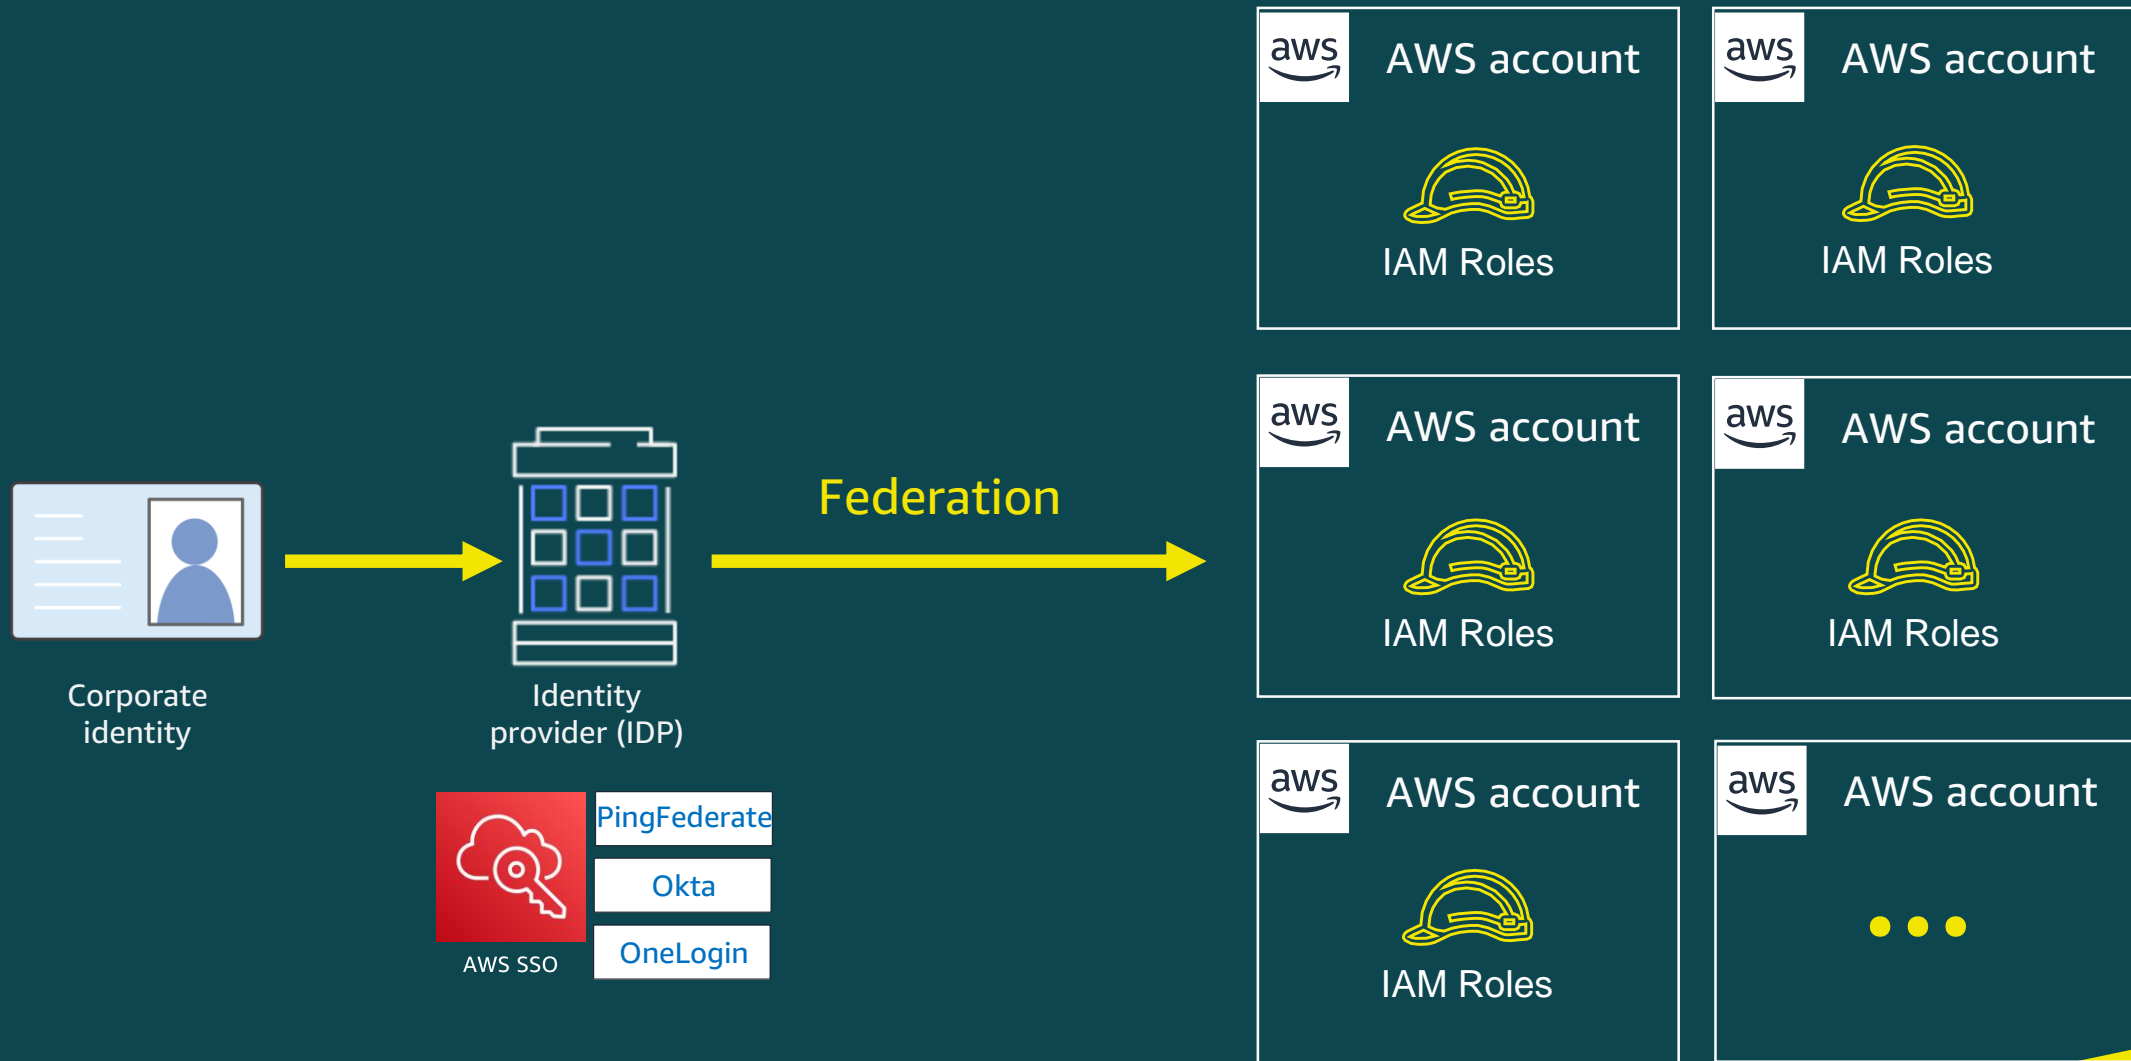 aws AWS account
IAM Roles
aws AWS account
IAM Roles
aws AWS account
IAM Roles
aws AWS account
IAM Roles
Federation
Corporate
identity
Identity
provider (IDP)
AWS SSO
PingFederate
Okta
OneLogin
aws AWS account
IAM Roles
aws AWS account